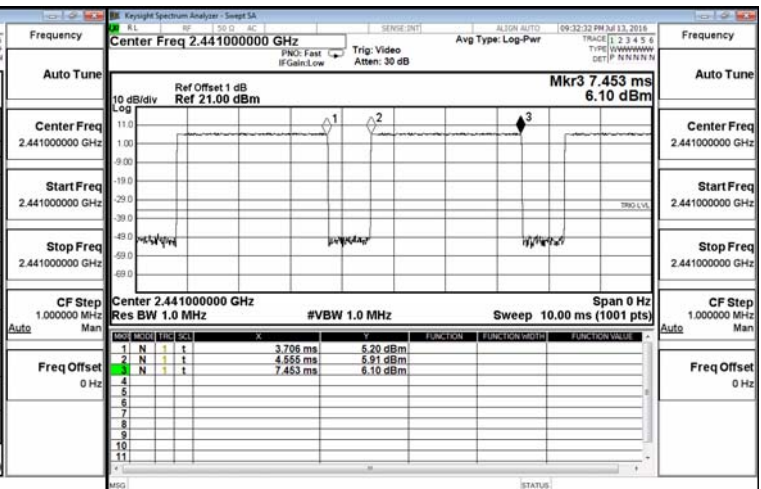 Frequency
Auto Tune
Center Freq
2.441000000 GHz
Start Freq
2.441000000 GHz
Stop Freq
2.441000000 GHz
CF Step
1.000000 MHz
Auto Man
Freq Offset
0 Hz
Keysight Spectrum Analyzer - Swept SA
RL RF 50 Ω AC SENSE:INT ALIGN AUTO 09:32:32 PM Jul 13, 2016
Center Freq 2.441000000 GHz
PNO: Fast
IFGain:Low
Trig: Video
Atten: 30 dB
Avg Type: Log-Pwr
TRACE 1 2 3 4 5 6
TYPE WWWWWW
DET P NNNNN
Ref Offset 1 dB
Ref 21.00 dBm
10 dB/div
Log
Mkr3 7.453 ms
6.10 dBm
11.0
1.00
-9.00
-19.0
-29.0
-39.0
-49.0
-59.0
-69.0
1
2
3
TRIG LVL
Center 2.441000000 GHz
Res BW 1.0 MHz
#VBW 1.0 MHz
Span 0 Hz
Sweep 10.00 ms (1001 pts)
MKR MODE TRC SCL X Y FUNCTION FUNCTION WIDTH FUNCTION VALUE
1 N 1 t 3.706 ms 5.20 dBm
2 N 1 t 4.555 ms 5.91 dBm
3 N 1 t 7.453 ms 6.10 dBm
4
5
6
7
8
9
10
11
MSG
STATUS
Frequency
Auto Tune
Center Freq
2.441000000 GHz
Start Freq
2.441000000 GHz
Stop Freq
2.441000000 GHz
CF Step
1.000000 MHz
Auto Man
Freq Offset
0 Hz